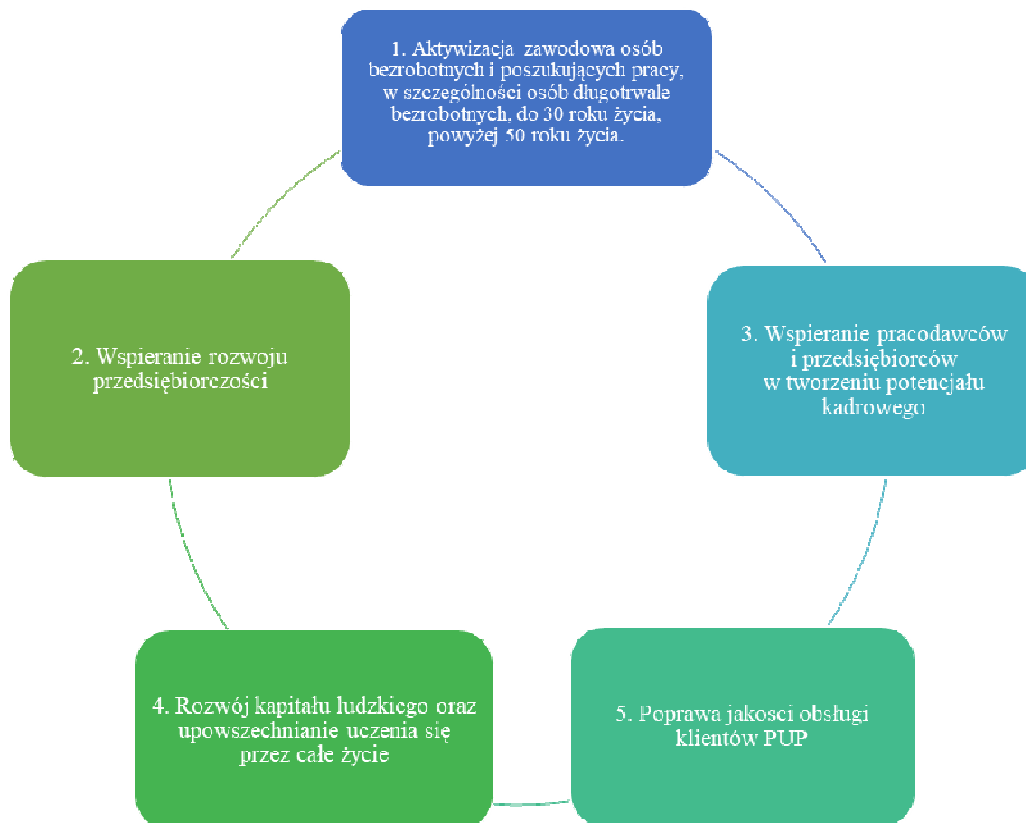 1. Aktywizacja zawodowa osób
bezrobotnych i poszukujących pracy,
w szczególności osób długotrwale
bezrobotnych, do 30 roku życia,
powyżej 50 roku życia.
2. Wspieranie rozwoju
przedsiębiorczości
3. Wspieranie pracodawców
i przedsiębiorców
w tworzeniu potencjału
kadrowego
4. Rozwój kapitału ludzkiego oraz
upowszechnianie uczenia się
przez całe życie
5. Poprawa jakosci obsługi
klientów PUP